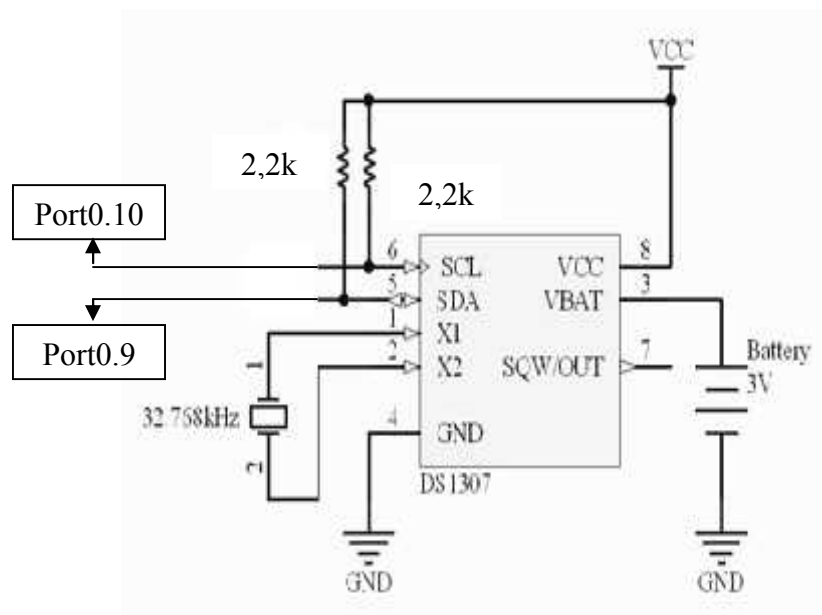 VCC
2,2k
2,2k
Port0.10
6
SCL
VCC
8
5
SDA
VBAT
3
Port0.9
1
X1
2
X2
SQW/OUT
7
Battery
3V
1
32 768kHz
2
4
GND
DS1307
GND
GND